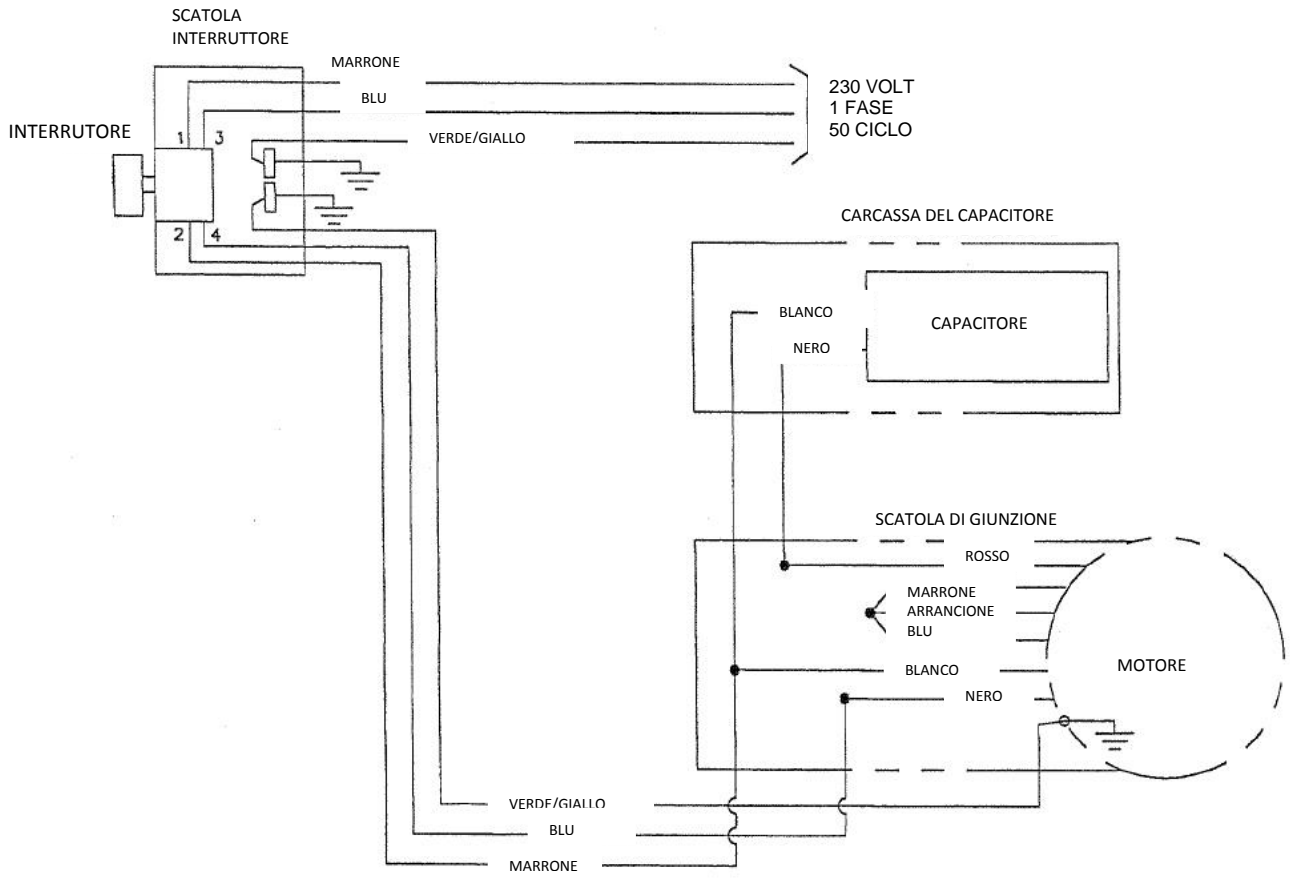 SCATOLA
INTERRUTTORE
MARRONE
BLU
VERDE/GIALLO
230 VOLT
1 FASE
50 CICLO
INTERRUTORE
1 3
2 4
CARCASSA DEL CAPACITORE
BLANCO
NERO
CAPACITORE
SCATOLA DI GIUNZIONE
ROSSO
MARRONE
ARRANCIONE
BLU
BLANCO
NERO
MOTORE
VERDE/GIALLO
BLU
MARRONE